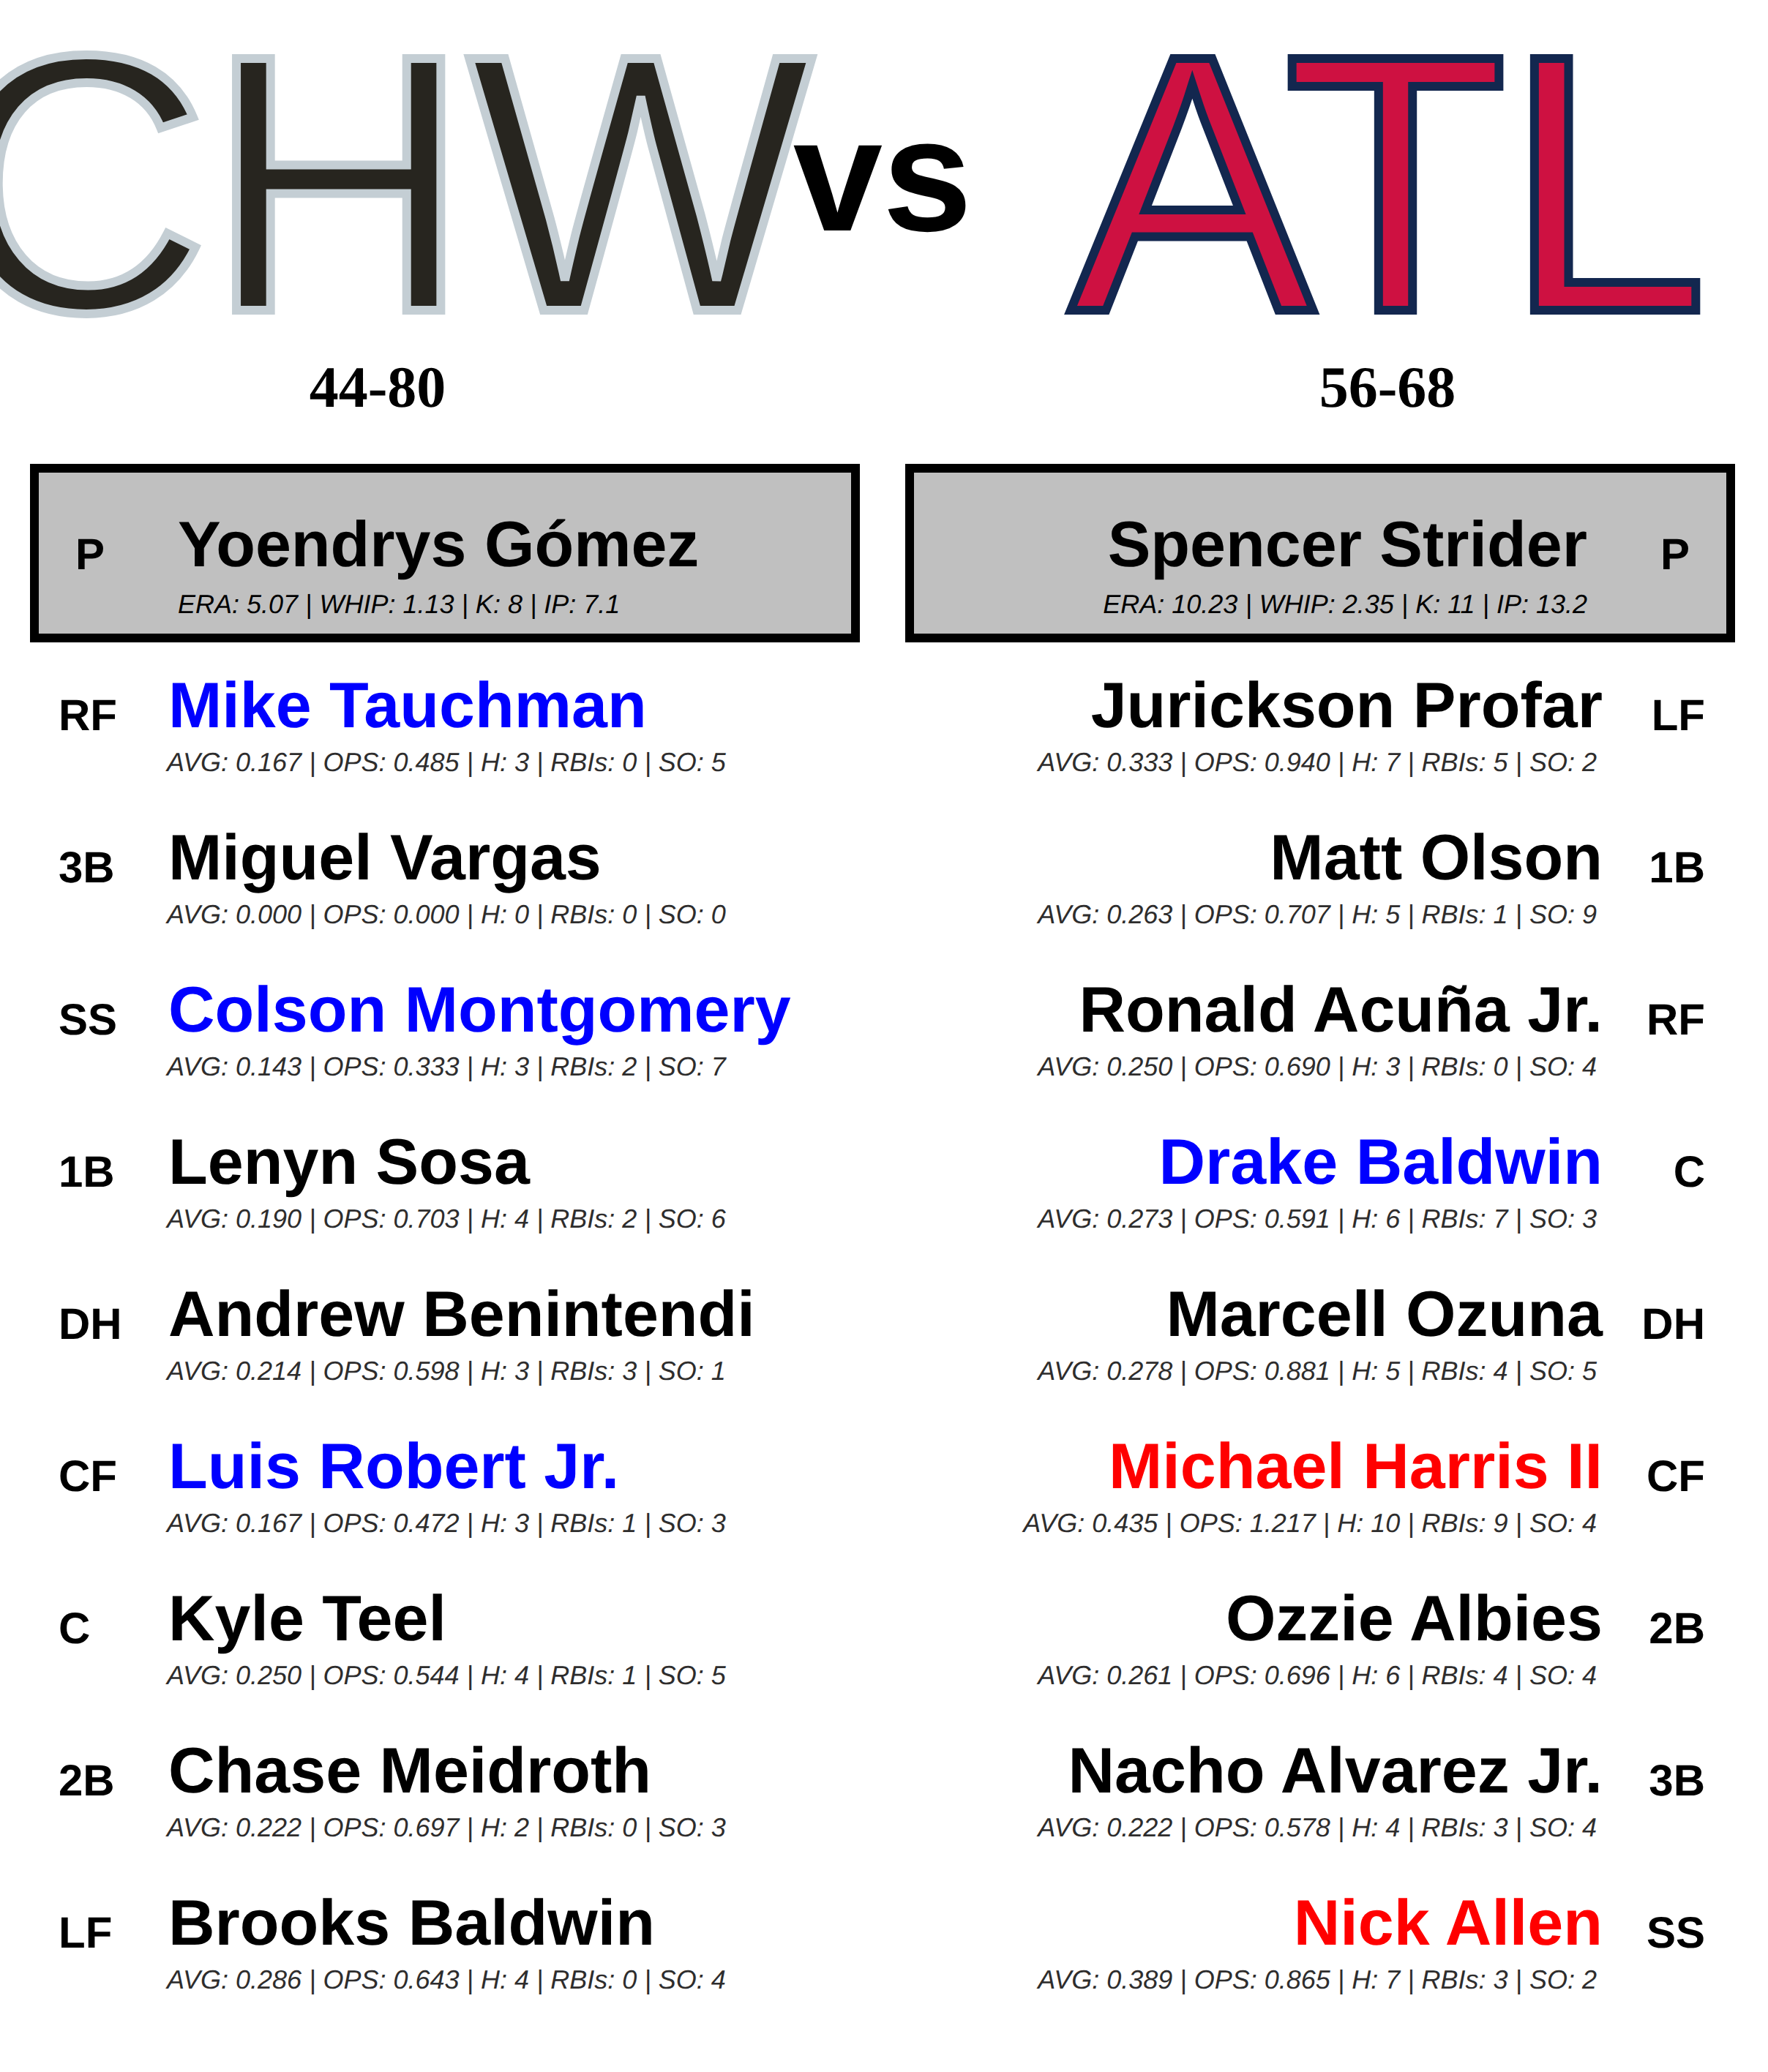 CHW vs ATL
44-80
56-68
P Yoendrys Gómez
ERA: 5.07 | WHIP: 1.13 | K: 8 | IP: 7.1
Spencer Strider P
ERA: 10.23 | WHIP: 2.35 | K: 11 | IP: 13.2
RF Mike Tauchman
AVG: 0.167 | OPS: 0.485 | H: 3 | RBIs: 0 | SO: 5
3B Miguel Vargas
AVG: 0.000 | OPS: 0.000 | H: 0 | RBIs: 0 | SO: 0
SS Colson Montgomery
AVG: 0.143 | OPS: 0.333 | H: 3 | RBIs: 2 | SO: 7
1B Lenyn Sosa
AVG: 0.190 | OPS: 0.703 | H: 4 | RBIs: 2 | SO: 6
DH Andrew Benintendi
AVG: 0.214 | OPS: 0.598 | H: 3 | RBIs: 3 | SO: 1
CF Luis Robert Jr.
AVG: 0.167 | OPS: 0.472 | H: 3 | RBIs: 1 | SO: 3
C Kyle Teel
AVG: 0.250 | OPS: 0.544 | H: 4 | RBIs: 1 | SO: 5
2B Chase Meidroth
AVG: 0.222 | OPS: 0.697 | H: 2 | RBIs: 0 | SO: 3
LF Brooks Baldwin
AVG: 0.286 | OPS: 0.643 | H: 4 | RBIs: 0 | SO: 4
Jurickson Profar LF
AVG: 0.333 | OPS: 0.940 | H: 7 | RBIs: 5 | SO: 2
Matt Olson 1B
AVG: 0.263 | OPS: 0.707 | H: 5 | RBIs: 1 | SO: 9
Ronald Acuña Jr. RF
AVG: 0.250 | OPS: 0.690 | H: 3 | RBIs: 0 | SO: 4
Drake Baldwin C
AVG: 0.273 | OPS: 0.591 | H: 6 | RBIs: 7 | SO: 3
Marcell Ozuna DH
AVG: 0.278 | OPS: 0.881 | H: 5 | RBIs: 4 | SO: 5
Michael Harris II CF
AVG: 0.435 | OPS: 1.217 | H: 10 | RBIs: 9 | SO: 4
Ozzie Albies 2B
AVG: 0.261 | OPS: 0.696 | H: 6 | RBIs: 4 | SO: 4
Nacho Alvarez Jr. 3B
AVG: 0.222 | OPS: 0.578 | H: 4 | RBIs: 3 | SO: 4
Nick Allen SS
AVG: 0.389 | OPS: 0.865 | H: 7 | RBIs: 3 | SO: 2